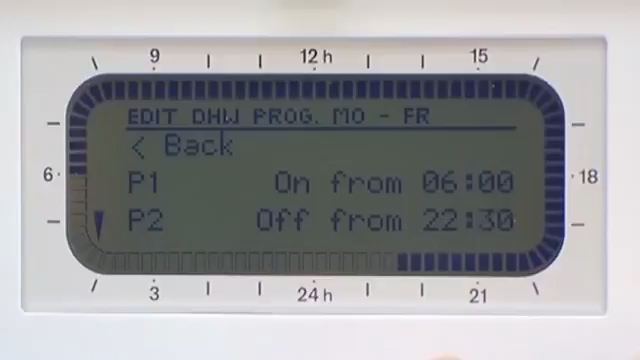 9 12 h 15
EDIT DHW PROG. MO - FR
< Back
6 18
P1 On from 06:00
P2 Off from 22:30
3 24 h 21